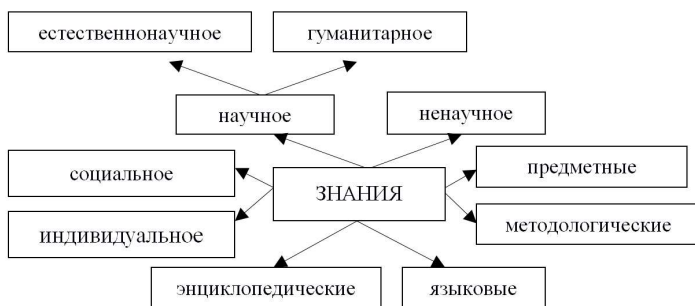 естественнонаучное
гуманитарное
научное
ненаучное
социальное
предметные
ЗНАНИЯ
индивидуальное
методологические
энциклопедические
языковые